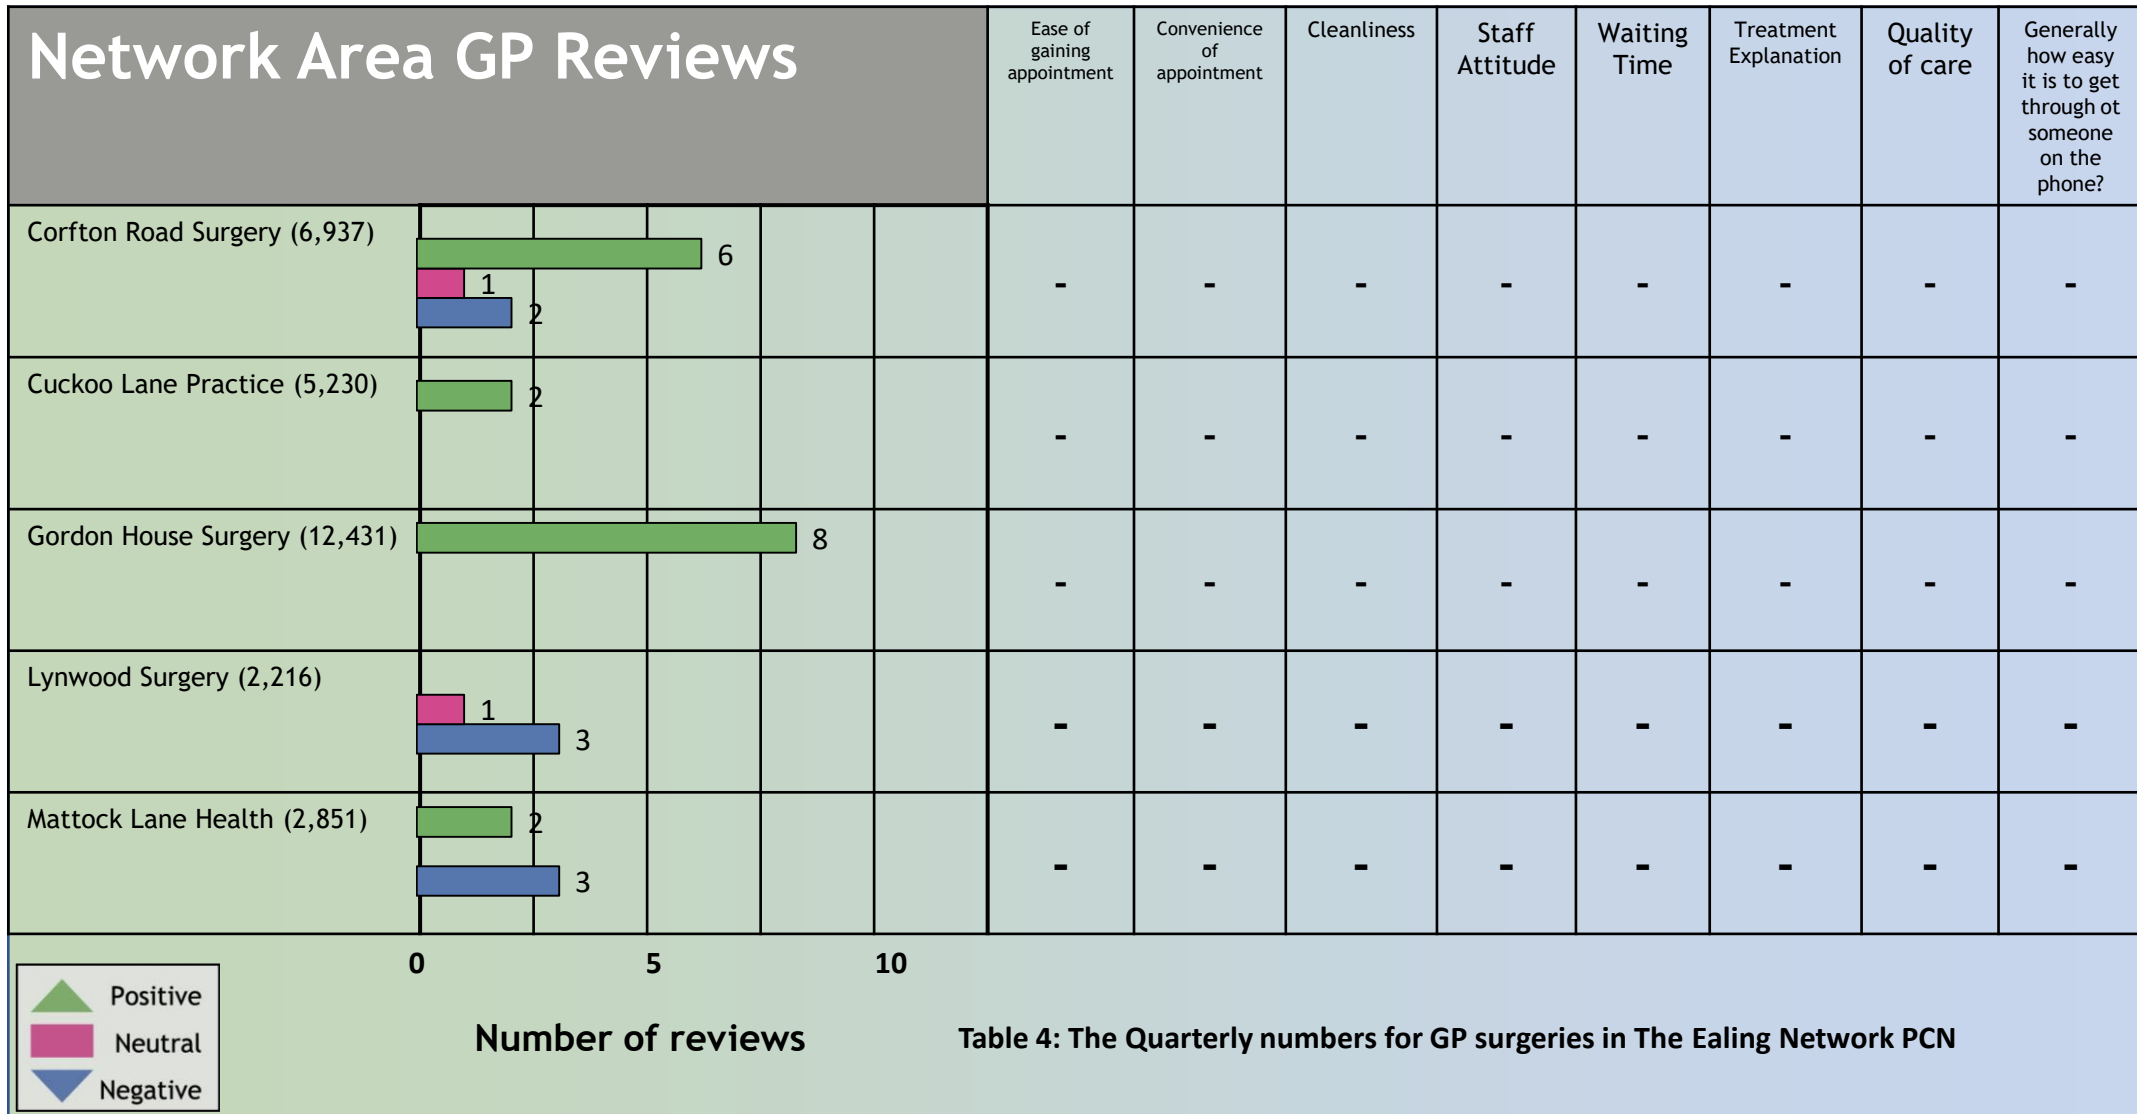 Network Area GP Reviews
Ease of
gaining
appointment
Convenience
of
appointment
Cleanliness
Staff
Attitude
Waiting
Time
Treatment
Explanation
Quality
of care
Generally
how easy
it is to get
through ot
someone
on the
phone?
Corfton Road Surgery (6,937)
6
1
2
- - - - - - - -
Cuckoo Lane Practice (5,230)
2
- - - - - - - -
Gordon House Surgery (12,431)
8
- - - - - - - -
Lynwood Surgery (2,216)
1
3
- - - - - - - -
Mattock Lane Health (2,851)
2
3
- - - - - - - -
0 5 10
Positive
Neutral
Negative
Number of reviews
Table 4: The Quarterly numbers for GP surgeries in The Ealing Network PCN